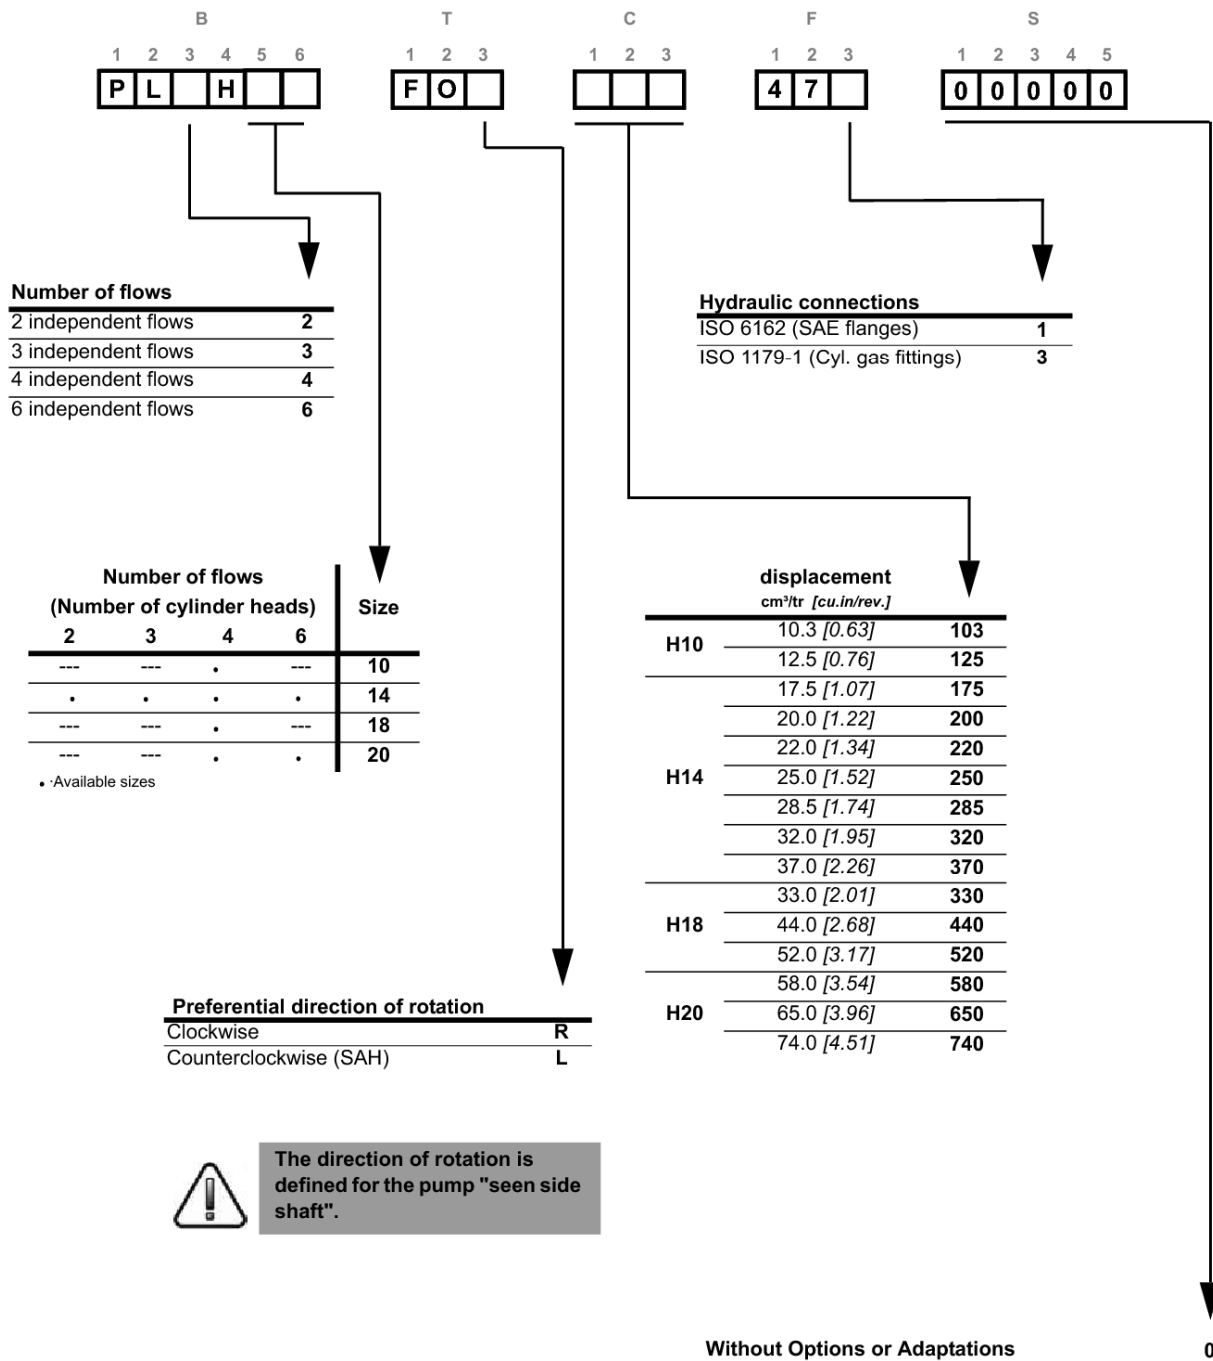 B T C F S
1 2 3 4 5 6 1 2 3 1 2 3 1 2 3 1 2 3 4 5
P L H F O 4 7 0 0 0 0 0
Number of flows
2 independent flows 2
3 independent flows 3
4 independent flows 4
6 independent flows 6
Hydraulic connections
ISO 6162 (SAE flanges) 1
ISO 1179-1 (Cyl. gas fittings) 3
Number of flows
(Number of cylinder heads) Size
2 3 4 6
--- --- • --- 10
• • • • 14
--- --- • --- 18
--- --- • • 20
• ·Available sizes
displacement
cm³/tr [cu.in/rev.]
H10
10.3 [0.63] 103
12.5 [0.76] 125
H14
17.5 [1.07] 175
20.0 [1.22] 200
22.0 [1.34] 220
25.0 [1.52] 250
28.5 [1.74] 285
32.0 [1.95] 320
37.0 [2.26] 370
H18
33.0 [2.01] 330
44.0 [2.68] 440
52.0 [3.17] 520
H20
58.0 [3.54] 580
65.0 [3.96] 650
74.0 [4.51] 740
Preferential direction of rotation
Clockwise R
Counterclockwise (SAH) L
The direction of rotation is
defined for the pump "seen side
shaft".
Without Options or Adaptations 0